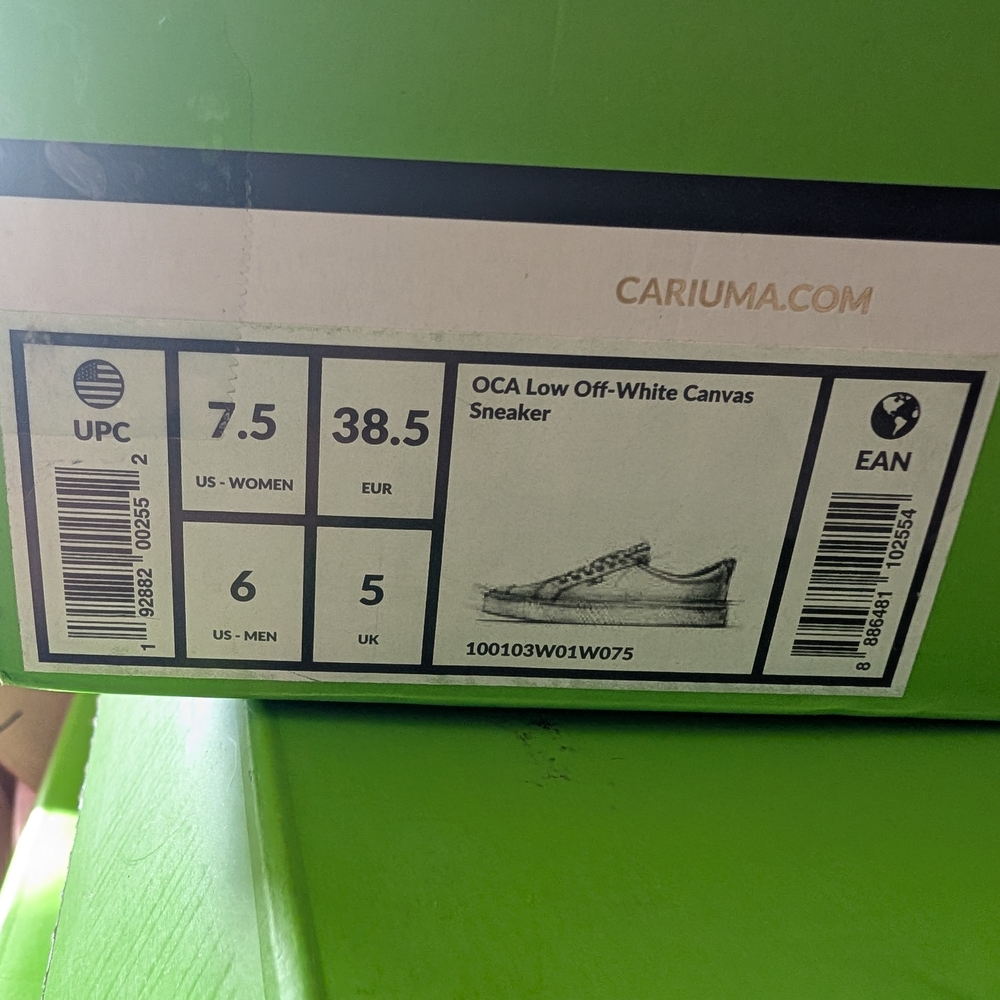 CARIUMA.COM
UPC
1 92882 00255 2
7.5
US - WOMEN
38.5
EUR
6
US - MEN
5
UK
OCA Low Off-White Canvas
Sneaker
100103W01W075
EAN
8 886481 102554